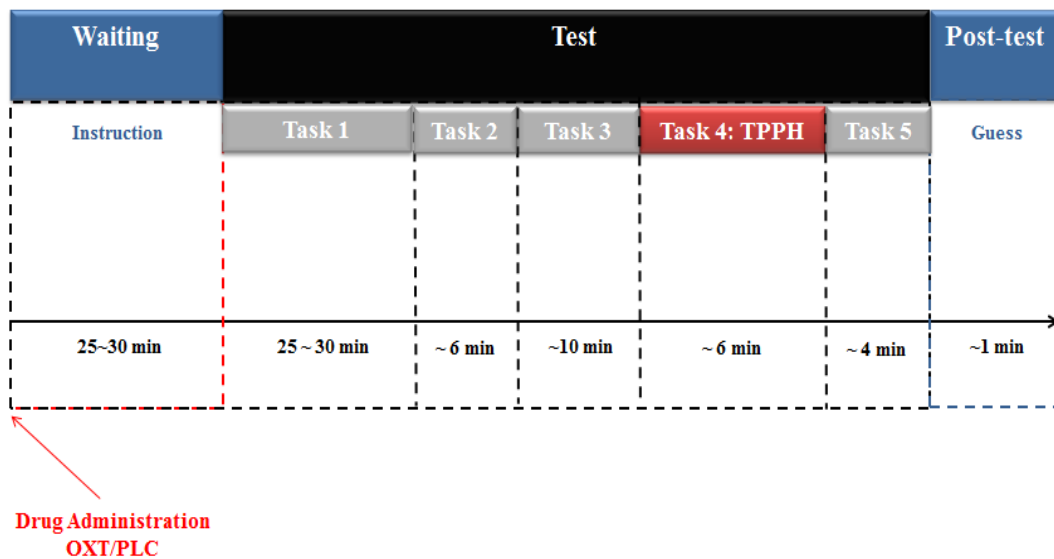 Waiting
Test
Post-test
Instruction
Task 1
Task 2
Task 3
Task 4: TPPH
Task 5
Guess
25~30 min
25 ~ 30 min
~ 6 min
~10 min
~ 6 min
~ 4 min
~1 min
Drug Administration
OXT/PLC